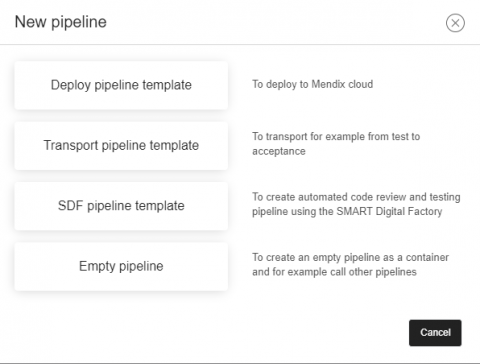 New pipeline
Deploy pipeline template
To deploy to Mendix cloud
Transport pipeline template
To transport for example from test to
acceptance
SDF pipeline template
To create automated code review and testing
pipeline using the SMART Digital Factory
Empty pipeline
To create an empty pipeline as a container
and for example call other pipelines
Cancel